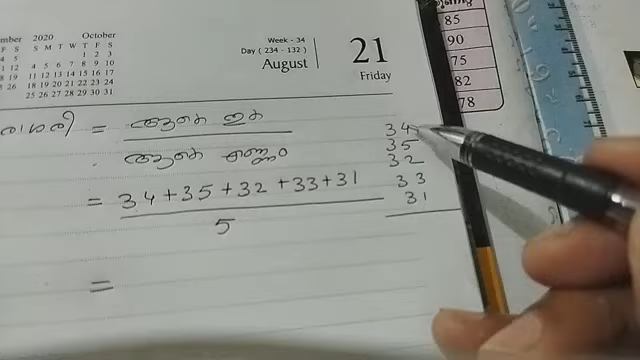 2020 October
S M T W T F S
1 2 3
4 5 6 7 8 9 10
11 12 13 14 15 16 17
18 19 20 21 22 23 24
25 26 27 28 29 30 31
Week - 34
Day ( 234 - 132 )
August
21
Friday
85
90
75
82
78
= ആകെ തുക
ആകെ എണ്ണം
= 34+35+32+33+31
5
=
34
35
32
33
31